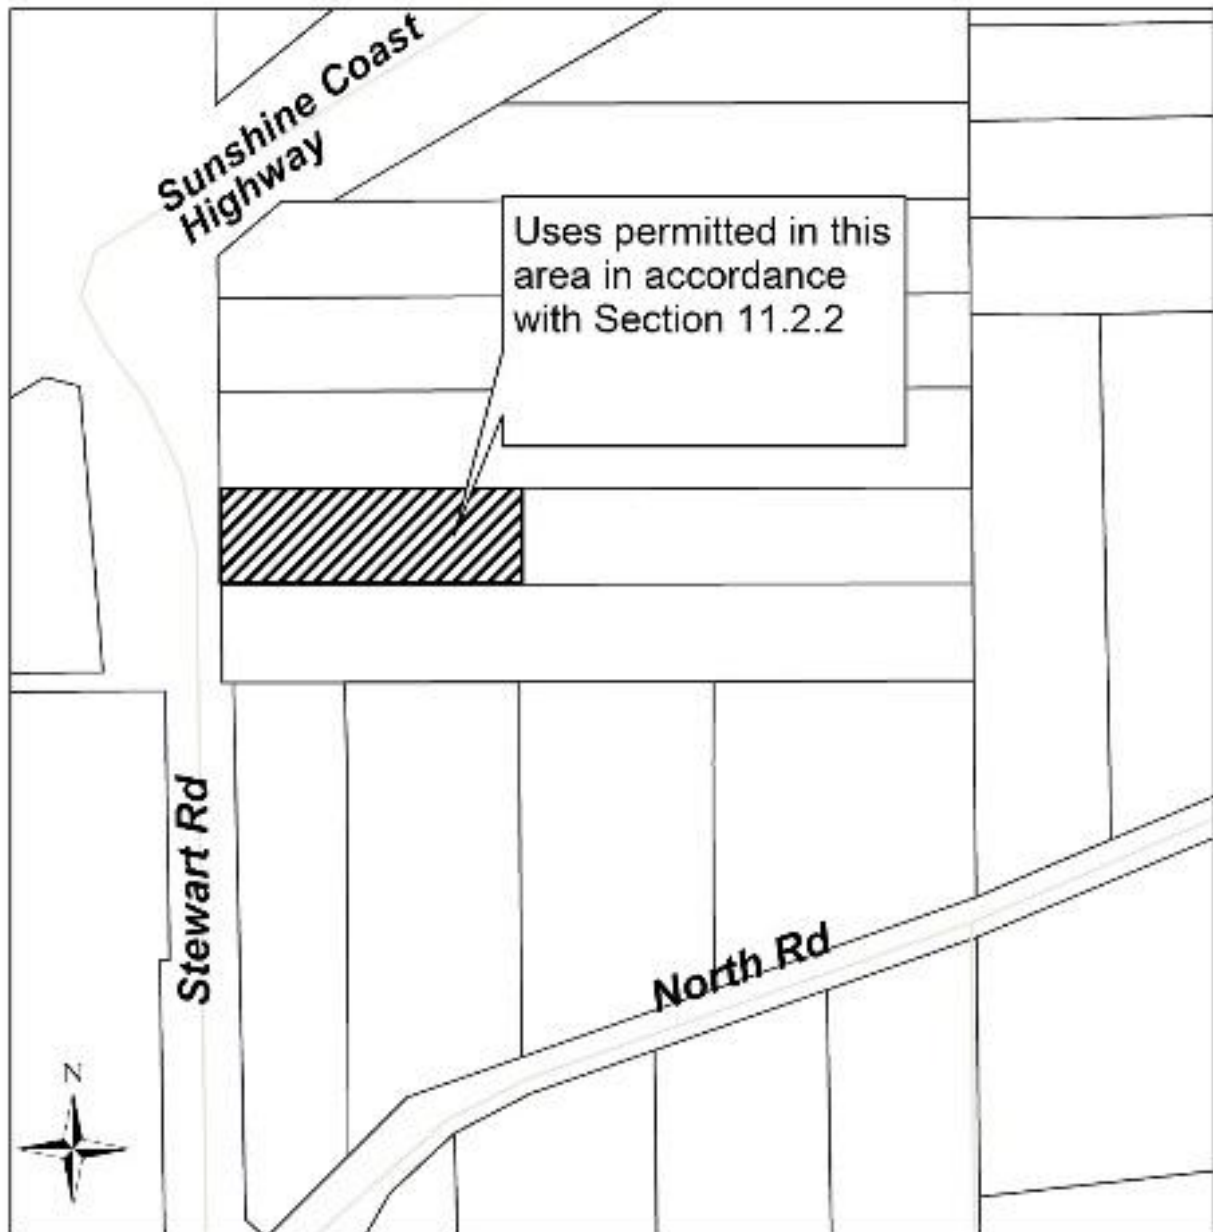 Sunshine Coast
Highway
Uses permitted in this
area in accordance
with Section 11.2.2
Stewart Rd
North Rd
N